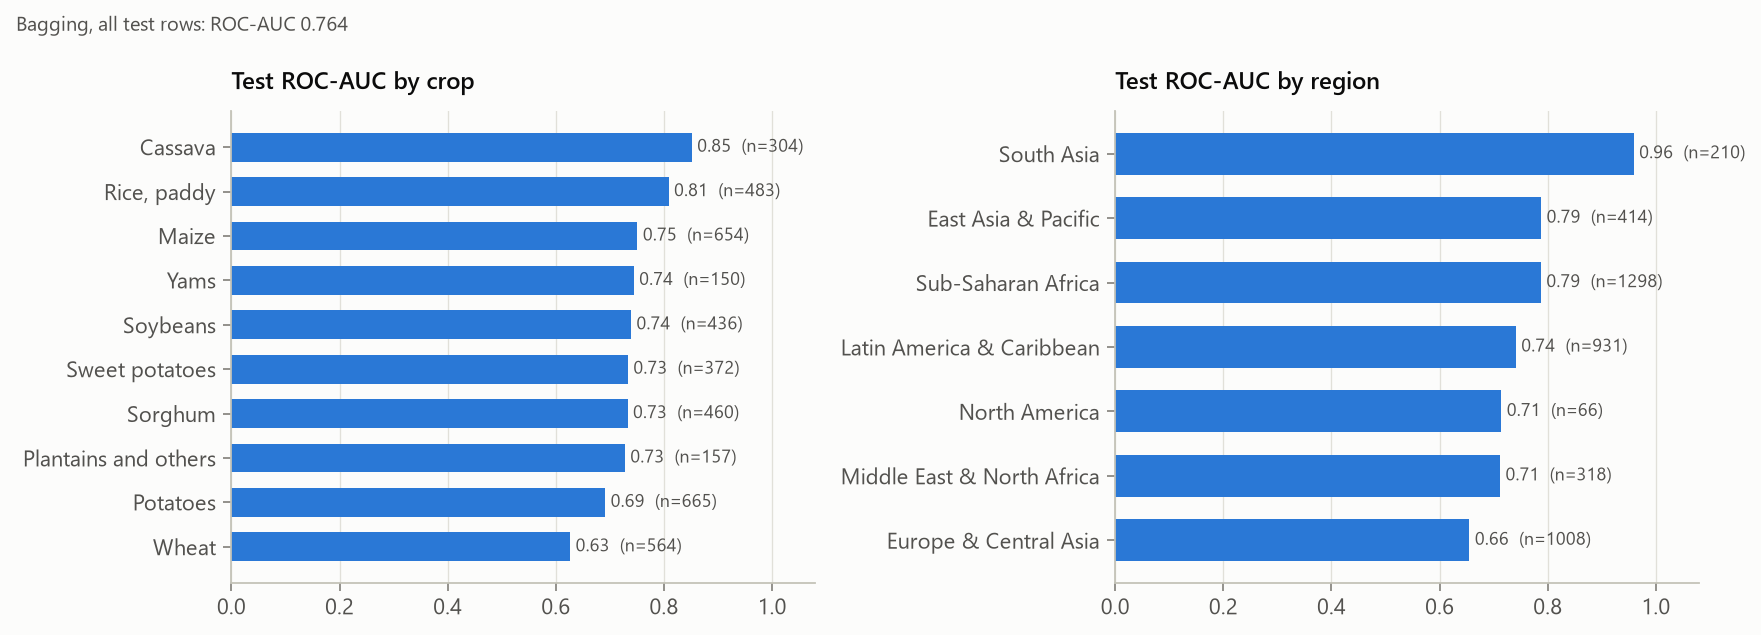 Bagging, all test rows: ROC-AUC 0.764
Test ROC-AUC by crop
Cassava 0.85 (n=304)
Rice, paddy 0.81 (n=483)
Maize 0.75 (n=654)
Yams 0.74 (n=150)
Soybeans 0.74 (n=436)
Sweet potatoes 0.73 (n=372)
Sorghum 0.73 (n=460)
Plantains and others 0.73 (n=157)
Potatoes 0.69 (n=665)
Wheat 0.63 (n=564)
0.0 0.2 0.4 0.6 0.8 1.0
Test ROC-AUC by region
South Asia 0.96 (n=210)
East Asia & Pacific 0.79 (n=414)
Sub-Saharan Africa 0.79 (n=1298)
Latin America & Caribbean 0.74 (n=931)
North America 0.71 (n=66)
Middle East & North Africa 0.71 (n=318)
Europe & Central Asia 0.66 (n=1008)
0.0 0.2 0.4 0.6 0.8 1.0